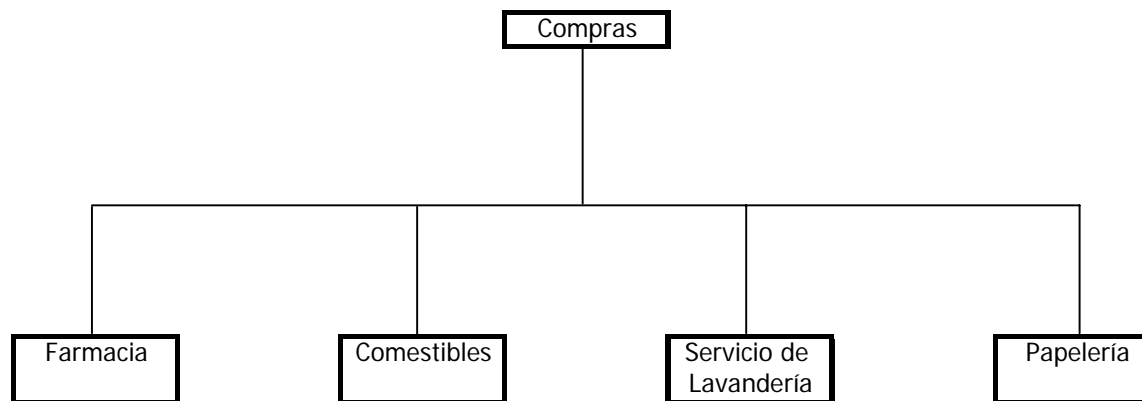 Compras
Farmacia
Comestibles
Servicio de
Lavandería
Papelería